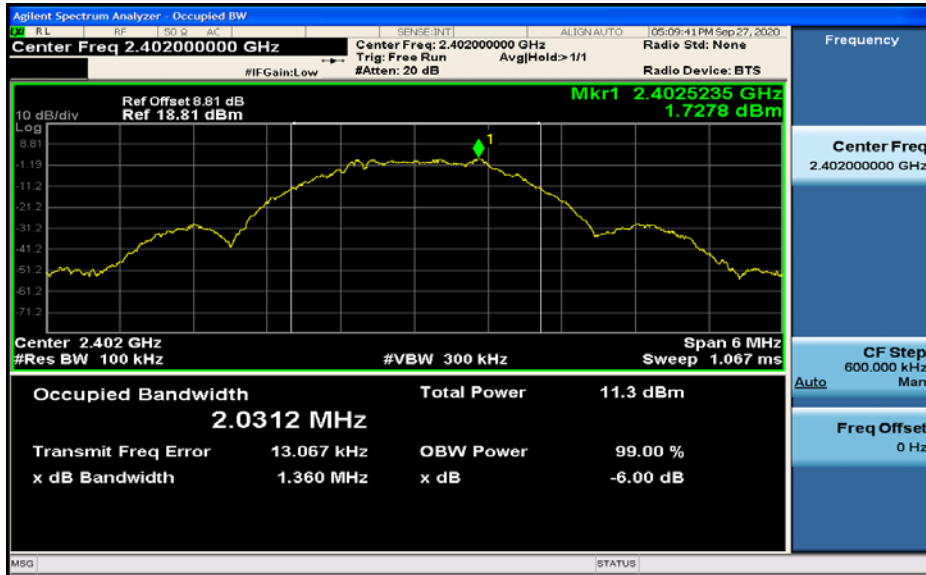 Agilent Spectrum Analyzer - Occupied BW
RL RF 50 Ω AC SENSE:INT ALIGN AUTO 05:09:41 PM Sep 27, 2020
Center Freq 2.402000000 GHz
Center Freq: 2.402000000 GHz
Radio Std: None
Trig: Free Run Avg|Hold>1/1
#IFGain:Low
#Atten: 20 dB
Radio Device: BTS
Ref Offset 8.81 dB
Mkr1 2.4025235 GHz
10 dB/div Ref 18.81 dBm
1.7278 dBm
Log
1
8.81
-1.19
-11.2
-21.2
-31.2
-41.2
-51.2
-61.2
-71.2
Center 2.402 GHz
Span 6 MHz
#Res BW 100 kHz
#VBW 300 kHz
Sweep 1.067 ms
Occupied Bandwidth
Total Power 11.3 dBm
2.0312 MHz
Transmit Freq Error 13.067 kHz
OBW Power 99.00 %
x dB Bandwidth 1.360 MHz
x dB -6.00 dB
MSG
STATUS
Frequency
Center Freq
2.402000000 GHz
CF Step
600.000 kHz
Auto Man
Freq Offset
0 Hz